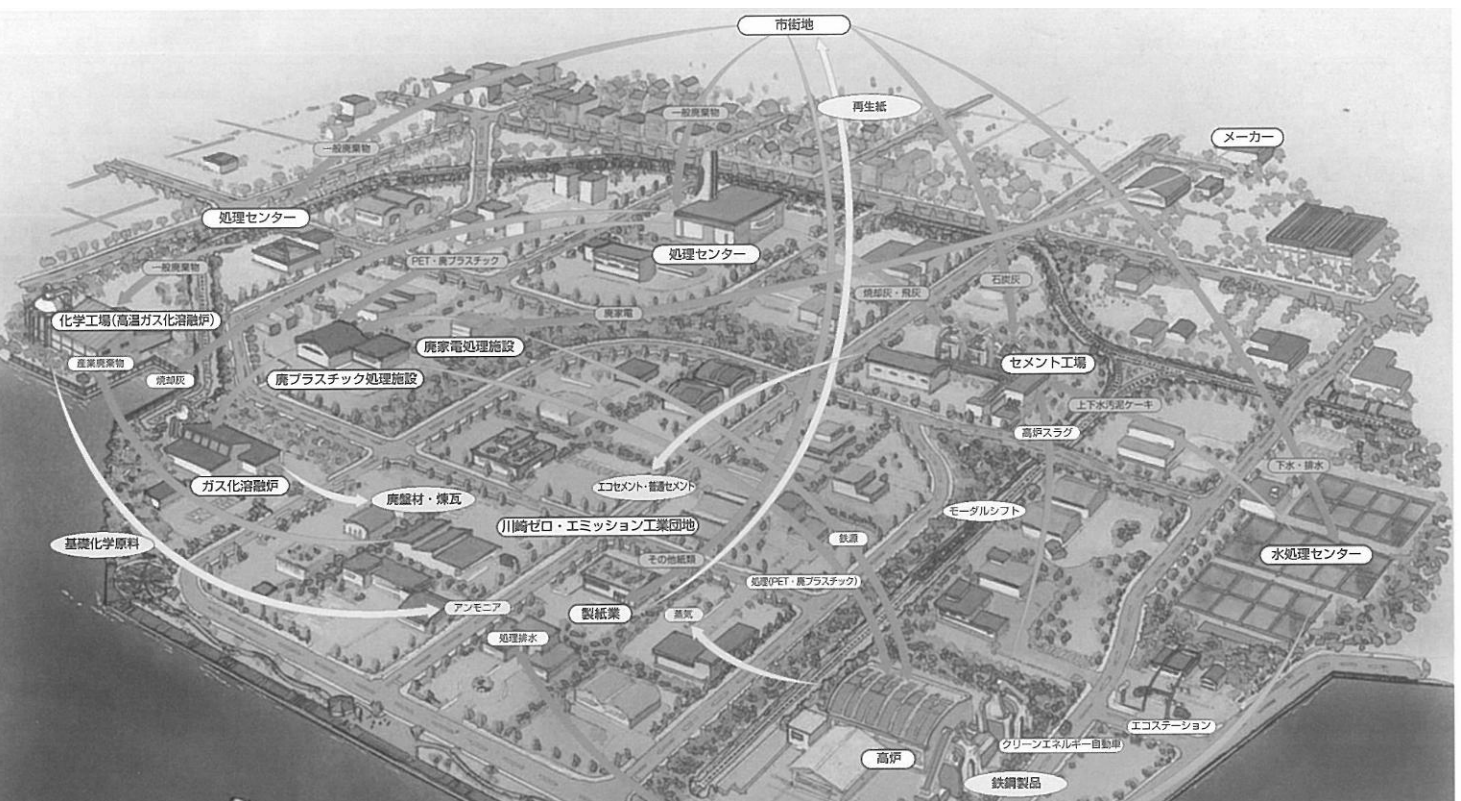 市街地
再生紙
一般廃棄物
メーカー
一般廃棄物
処理センター
処理センター
PET・廃プラスチック
一般廃棄物
石炭灰
焼却灰・飛灰
廃家電
化学工場(高温ガス化溶融炉)
廃家電処理施設
産業廃棄物
焼却灰
廃プラスチック処理施設
セメント工場
上下水汚泥ケーキ
高炉スラグ
下水・排水
ガス化溶融炉
エコセメント・普通セメント
廃盤材・煉瓦
モーダルシフト
川崎ゼロ・エミッション工業団地
鉄源
基礎化学原料
その他紙類
水処理センター
処理(PET・廃プラスチック)
アンモニア
製紙業
蒸気
処理排水
エコステーション
クリーンエネルギー自動車
高炉
鉄鋼製品